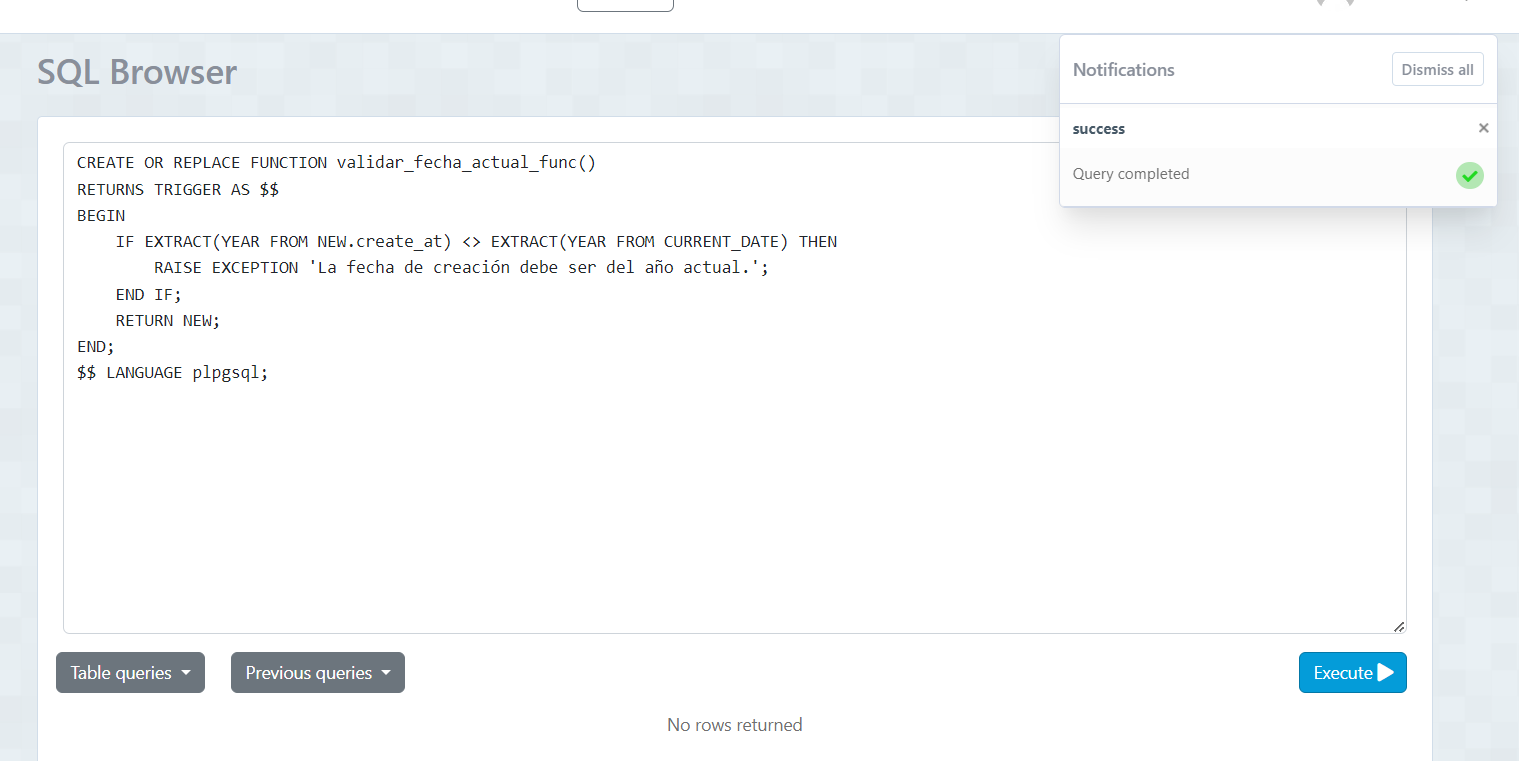 SQL Browser
Notifications
Dismiss all
success
×
Query completed
CREATE OR REPLACE FUNCTION validar_fecha_actual_func()
RETURNS TRIGGER AS $$
BEGIN
    IF EXTRACT(YEAR FROM NEW.create_at) <> EXTRACT(YEAR FROM CURRENT_DATE) THEN
        RAISE EXCEPTION 'La fecha de creación debe ser del año actual.';
    END IF;
    RETURN NEW;
END;
$$ LANGUAGE plpgsql;
Table queries
Previous queries
Execute
No rows returned